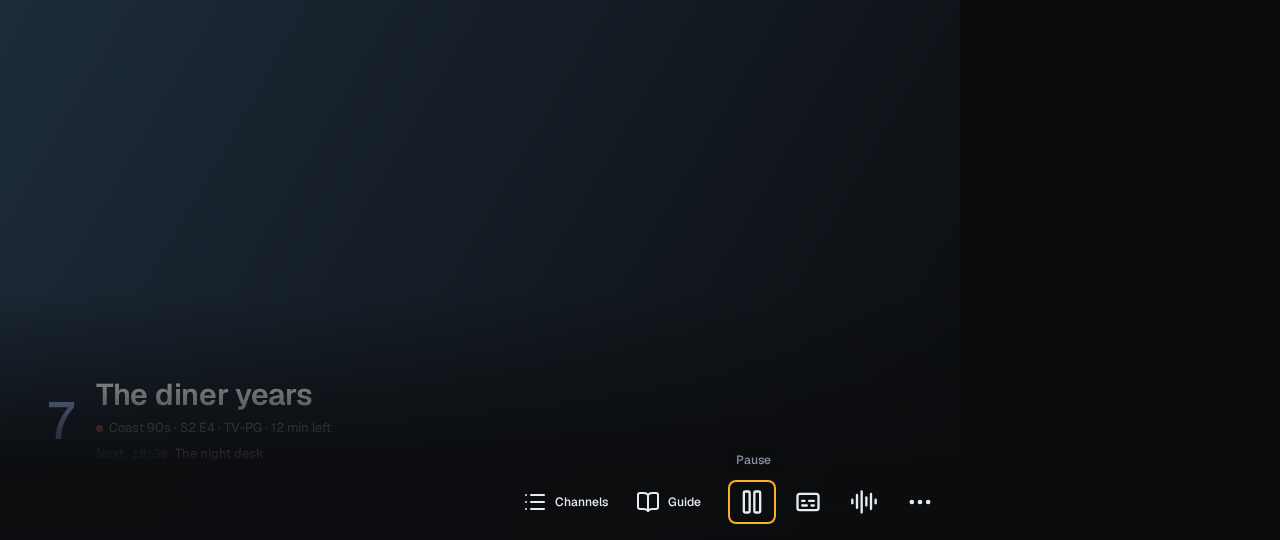 The diner years
7
Coast 90s · S2 E4 · TV-PG · 12 min left
Next 10:30 The night desk
Pause
Channels
Guide